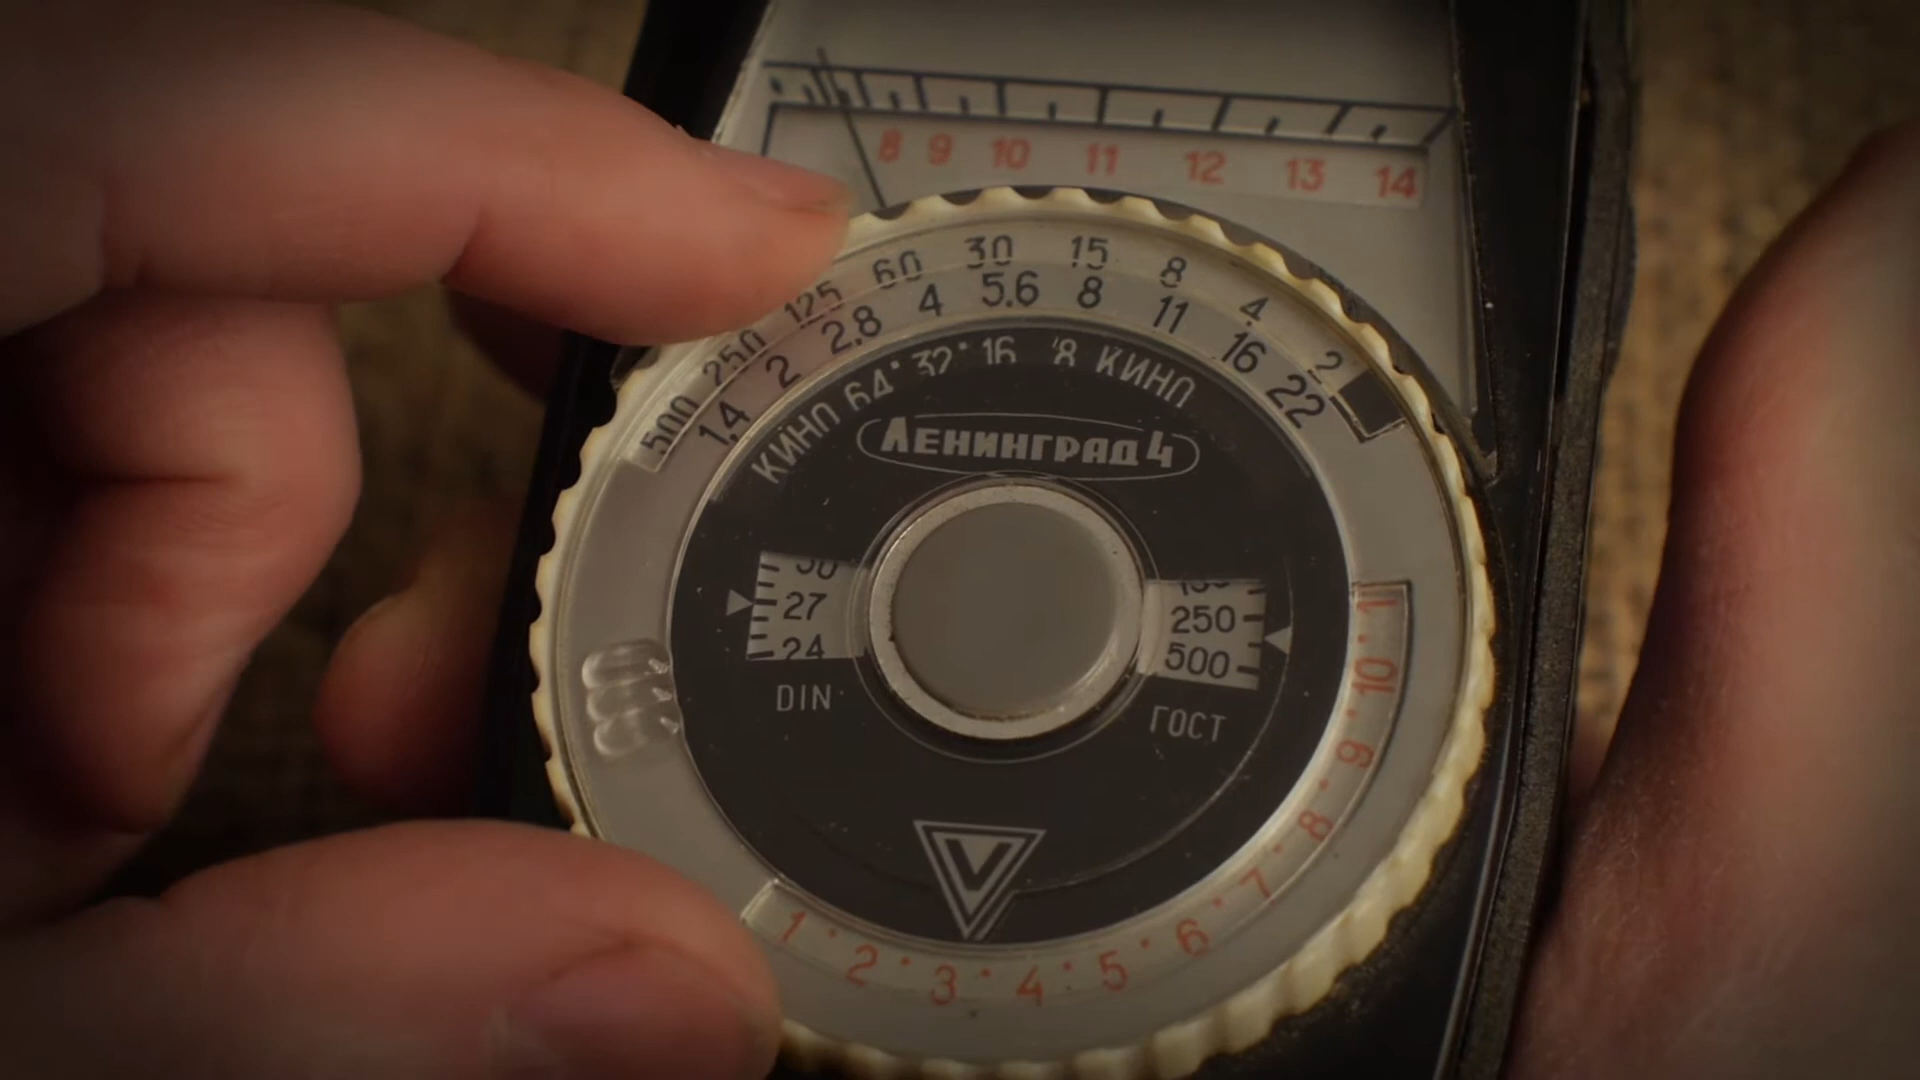 8 9 10 11 12 13 14
500 250 125 60 30 15 8 4 2
1,4 2 2,8 4 5,6 8 11 16 22
КИНО 64 • 32 • 16 8 КИНО
ЛЕНИНГРАД 4
30
27
24
DIN
250
500
ГОСТ
V
1 • 2 • 3 • 4 • 5 • 6 • 7 • 8 • 9 • 10 • 1